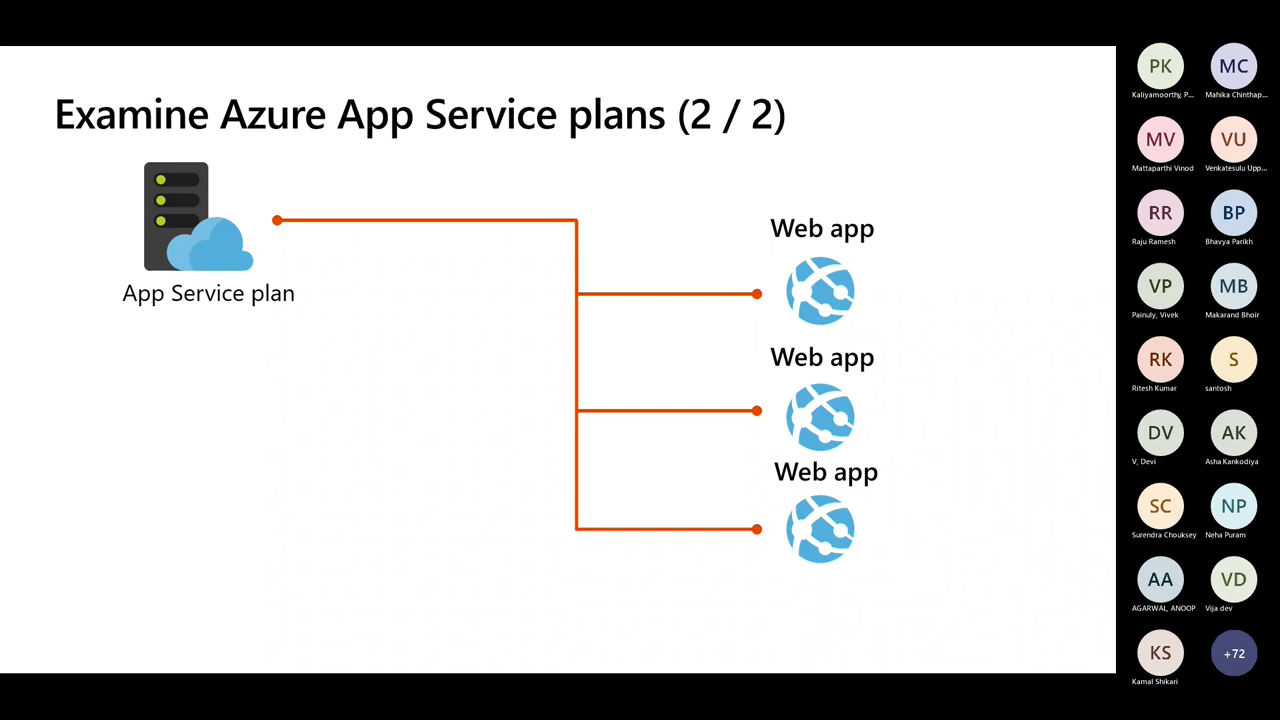 Examine Azure App Service plans (2 / 2)
App Service plan
Web app
Web app
Web app
PK
MC
Kaliyamoorthy, P...
Mahika Chinthap...
MV
VU
Mattaparthi Vinod
Venkatesulu Upp...
RR
BP
Raju Ramesh
Bhavya Parikh
VP
MB
Painuly, Vivek
Makarand Bhoir
RK
S
Ritesh Kumar
santosh
DV
AK
V, Devi
Asha Kankodiya
SC
NP
Surendra Chouksey
Neha Puram
AA
VD
AGARWAL, ANOOP
Vija dev
KS
+72
Kamal Shikari